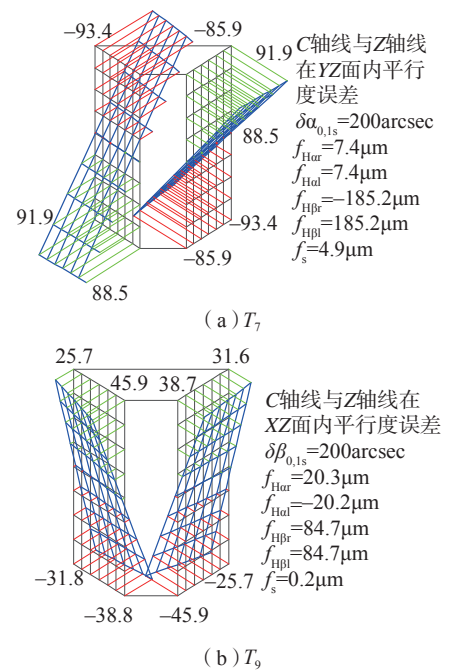 −93.4
−85.9
91.9
88.5
91.9
88.5
−93.4
−85.9
C轴线与Z轴线
在YZ面内平行
度误差
δα0,1s=200arcsec
fHαr=7.4μm
fHαl=7.4μm
fHβr=−185.2μm
fHβl=185.2μm
fs=4.9μm
(a)T7
25.7
45.9
38.7
31.6
−31.8
−38.8
−45.9
−25.7
C轴线与Z轴线在
XZ面内平行度误差
δβ0,1s=200arcsec
fHαr=20.3μm
fHαl=−20.2μm
fHβr=84.7μm
fHβl=84.7μm
fs=0.2μm
(b)T9